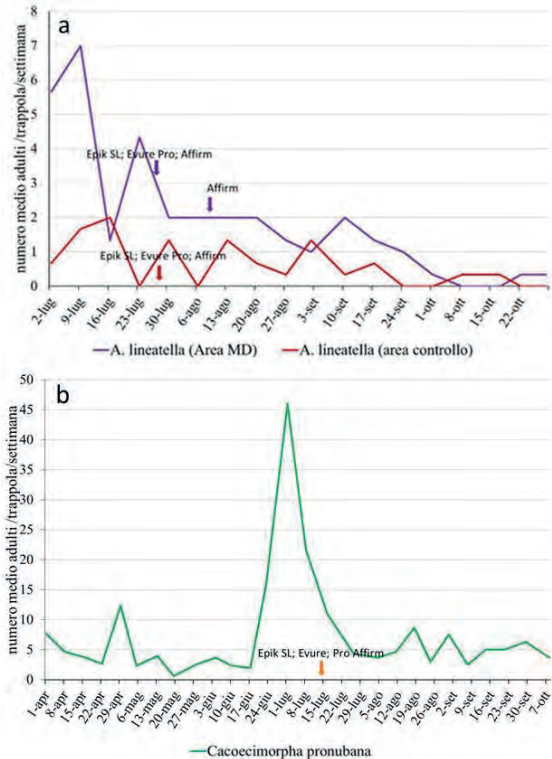 a
numero medio adulti /trappola/settimana
8
7
6
5
4
3
2
1
0
Epik SL; Evure Pro; Affirm
Affirm
Epik SL; Evure Pro; Affirm
2-lug
9-lug
16-lug
23-lug
30-lug
6-ago
13-ago
20-ago
27-ago
3-set
10-set
17-set
24-set
1-ott
8-ott
15-ott
22-ott
A. lineatella (Area MD)
A. lineatella (area controllo)
b
numero medio adulti /trappola/settimana
50
45
40
35
30
25
20
15
10
5
0
Epik SL; Evure; Pro Affirm
1-apr
8-apr
15-apr
22-apr
29-apr
6-mag
13-mag
20-mag
27-mag
3-giu
10-giu
17-giu
24-giu
1-lug
8-lug
15-lug
22-lug
29-lug
5-ago
12-ago
19-ago
26-ago
2-set
9-set
16-set
23-set
30-set
7-ott
Cacoecimorpha pronubana